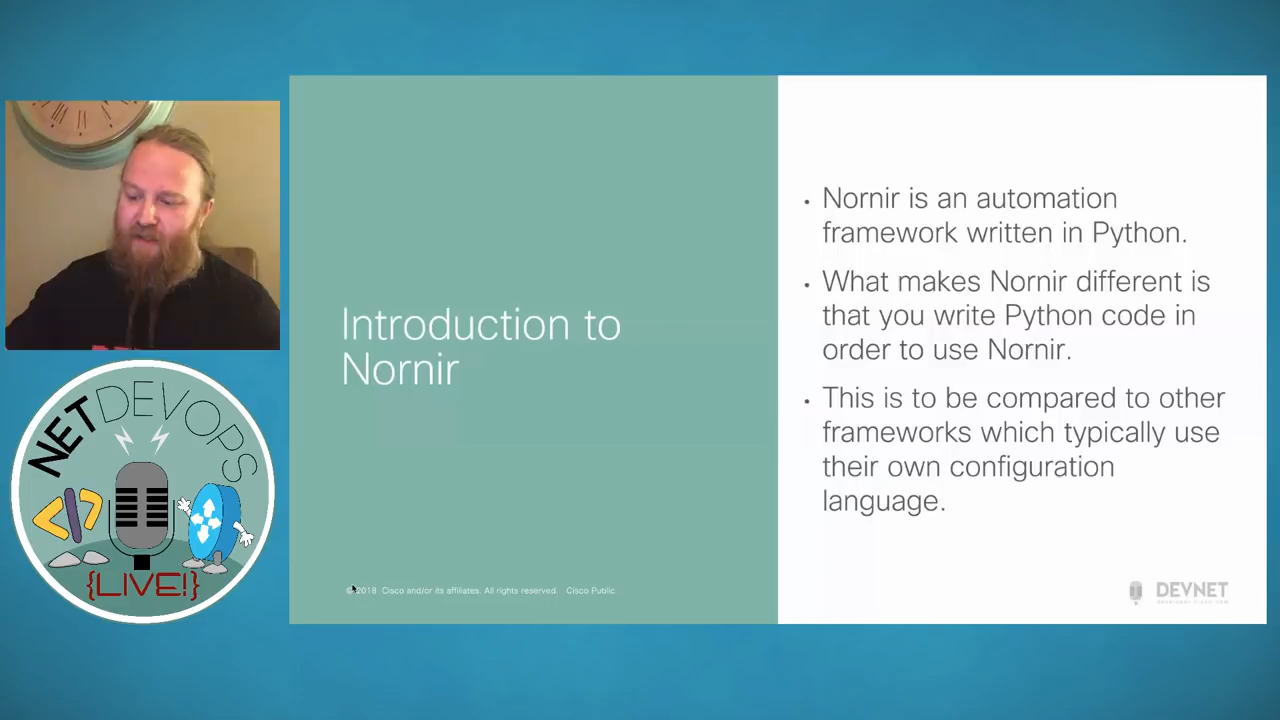 NETDEVOPS
{LIVE!}
Introduction to
Nornir
© 2018 Cisco and/or its affiliates. All rights reserved. Cisco Public
• Nornir is an automation
framework written in Python.
• What makes Nornir different is
that you write Python code in
order to use Nornir.
• This is to be compared to other
frameworks which typically use
their own configuration
language.
DEVNET